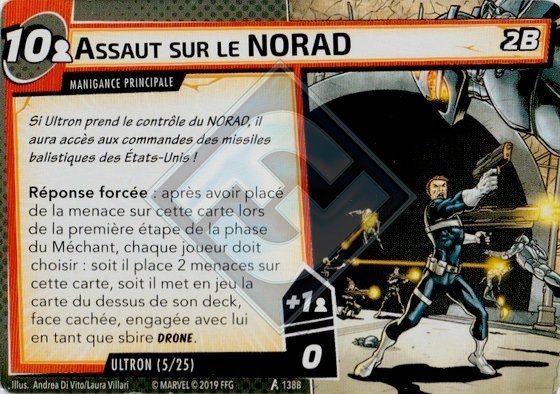 10
ASSAUT SUR LE NORAD
2B
MANIGANCE PRINCIPALE
Si Ultron prend le contrôle du NORAD, il
aura accès aux commandes des missiles
balistiques des États-Unis !
Réponse forcée : après avoir placé
de la menace sur cette carte lors
de la première étape de la phase
du Méchant, chaque joueur doit
choisir : soit il place 2 menaces sur
cette carte, soit il met en jeu la
carte du dessus de son deck,
face cachée, engagée avec lui
en tant que sbire DRONE.
+1
0
ULTRON (5/25)
Illus. Andrea Di Vito/Laura Villari
© MARVEL © 2019 FFG
138B